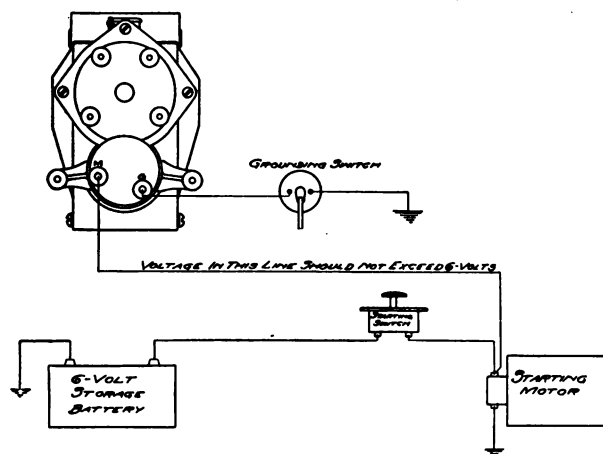 M
G
GROUNDING SWITCH
VOLTAGE IN THIS LINE SHOULD NOT EXCEED 6-VOLTS
STARTING
SWITCH
6-VOLT
STORAGE
BATTERY
STARTING
MOTOR